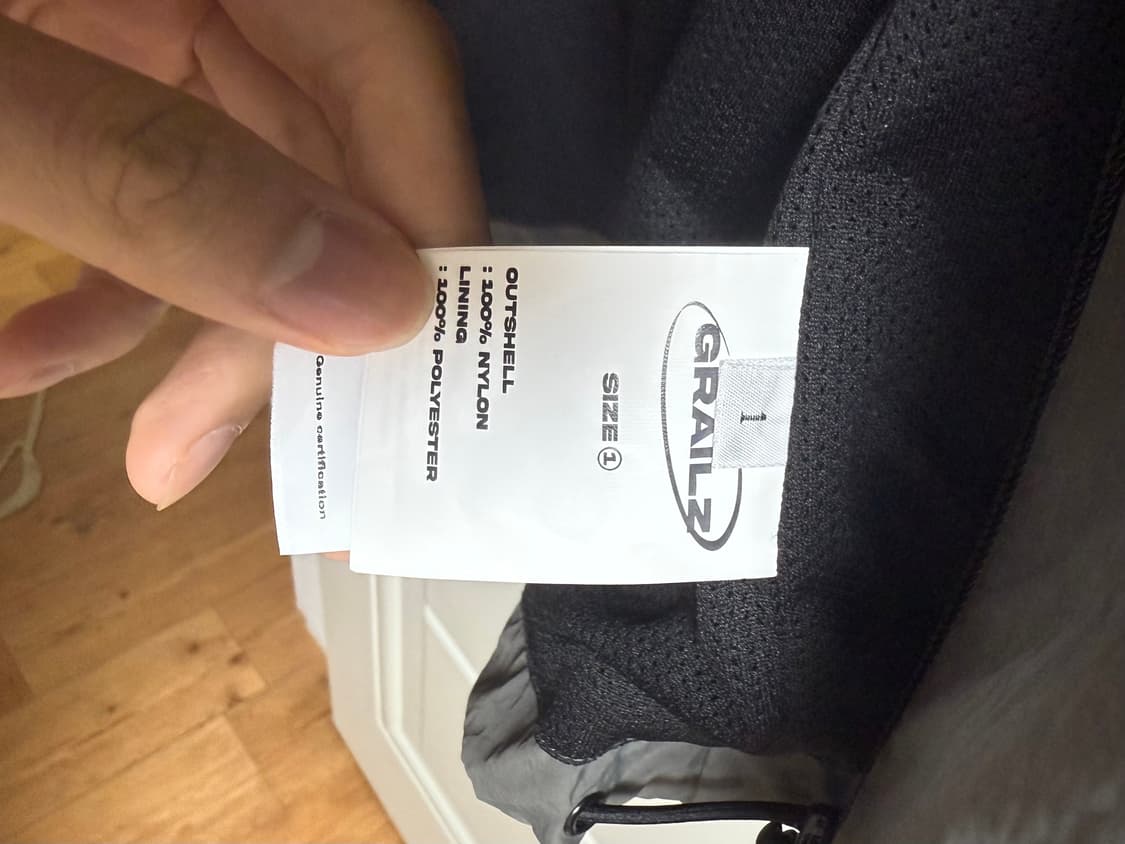 1
GRAILZ
SIZE ①
OUTSHELL
: 100% NYLON
LINING
: 100% POLYESTER
Genuine certification